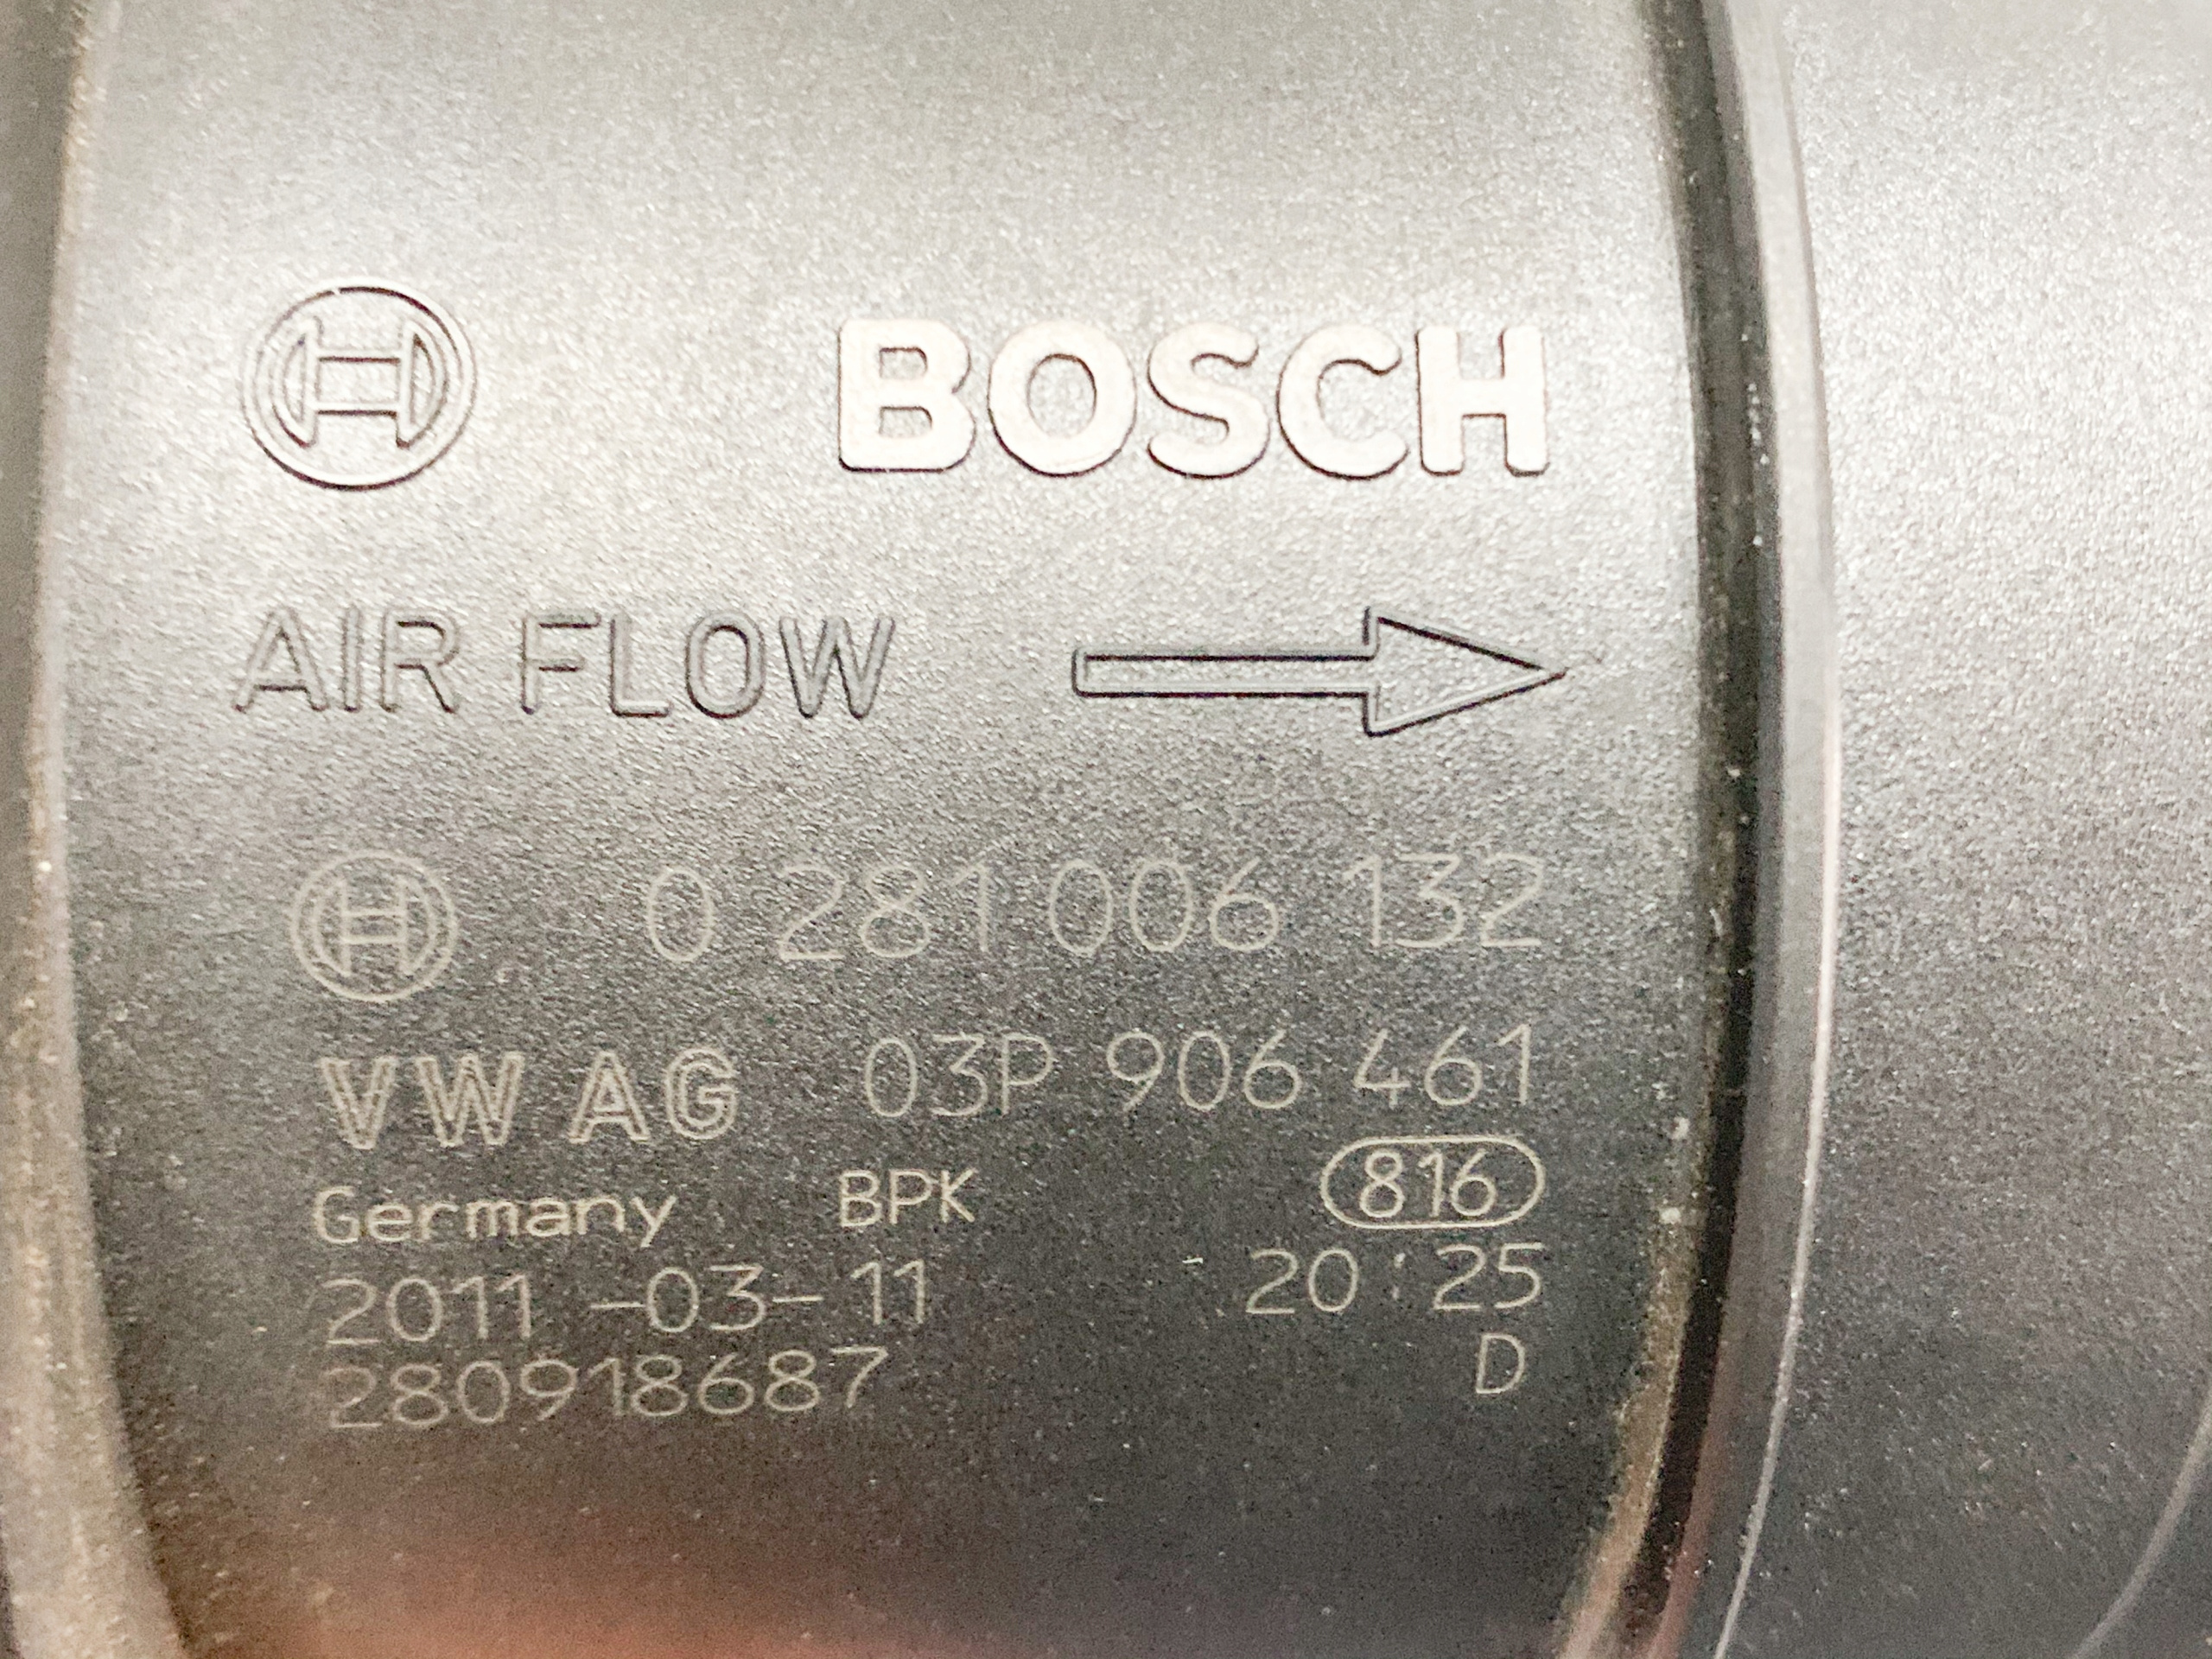 BOSCH
AIR FLOW
0 281 006 132
VW AG 03P 906 461
Germany BPK 816
2011-03-11 20:25
280918687 D